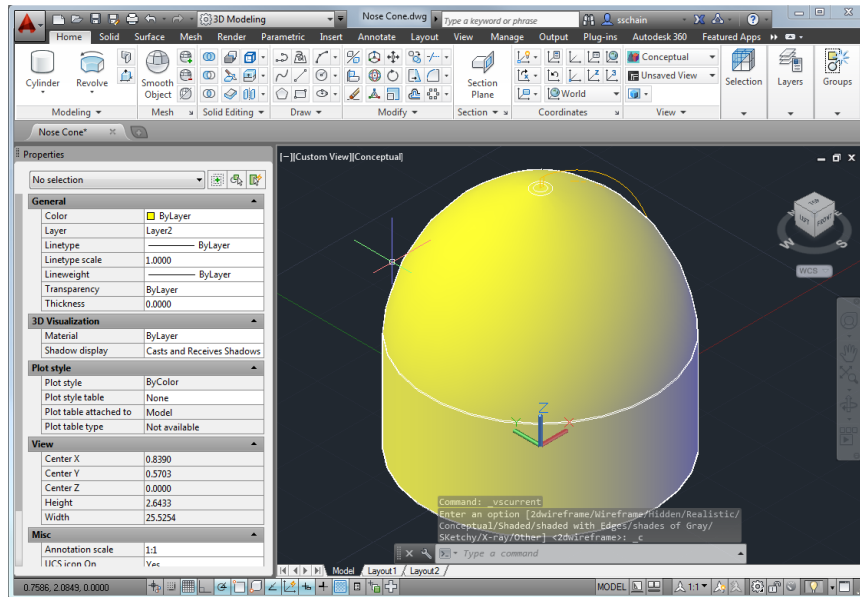 3D Modeling
Nose Cone.dwg
Type a keyword or phrase
sschain
Home Solid Surface Mesh Render Parametric Insert Annotate Layout View Manage Output Plug-ins Autodesk 360 Featured Apps
Cylinder Revolve Smooth Object Section Plane World Conceptual Unsaved View Selection Layers Groups
Modeling Mesh Solid Editing Draw Modify Section Coordinates View
Nose Cone*
Properties
[−][Custom View][Conceptual]
No selection
General
Color ByLayer
Layer Layer2
Linetype ByLayer
Linetype scale 1.0000
Lineweight ByLayer
Transparency ByLayer
Thickness 0.0000
3D Visualization
Material ByLayer
Shadow display Casts and Receives Shadows
Plot style
Plot style ByColor
Plot style table None
Plot table attached to Model
Plot table type Not available
View
Center X 0.8390
Center Y 0.5703
Center Z 0.0000
Height 2.6433
Width 25.5254
Misc
Annotation scale 1:1
UCS icon On Yes
TOP
LEFT FRONT
W S
WCS
Z
Y X
Command: _vscurrent
Enter an option [2dwireframe/Wireframe/Hidden/Realistic/
Conceptual/Shaded/shaded with Edges/shades of Gray/
SKetchy/X-ray/Other] <2dwireframe>: _c
Type a command
Model Layout1 Layout2
0.7586, 2.0849, 0.0000
MODEL 1:1